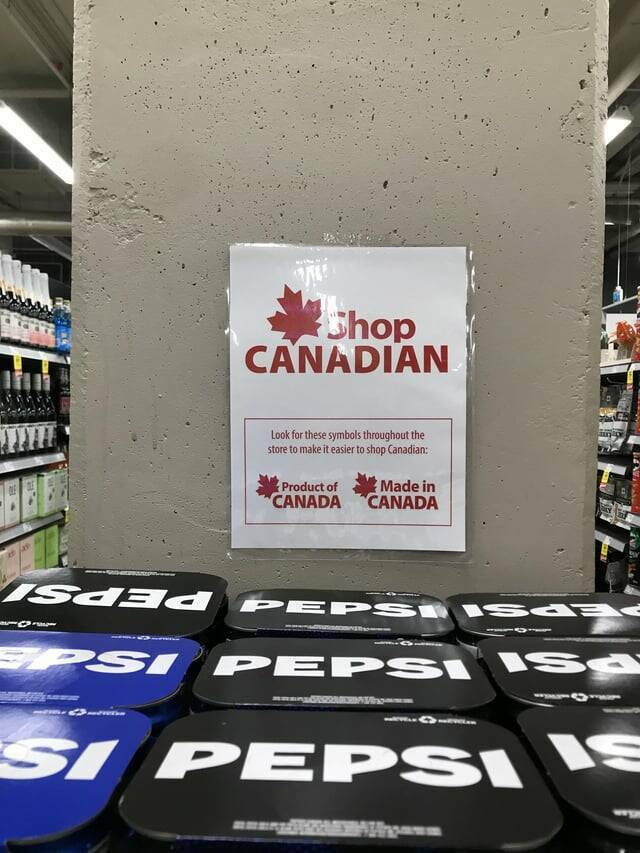 Shop
CANADIAN
Look for these symbols throughout the
store to make it easier to shop Canadian:
Product of
CANADA
Made in
CANADA
PEPSI
PEPSI
PEPSI
EPSI
PEPSI
PEPSI
SI
PEPSI
IS